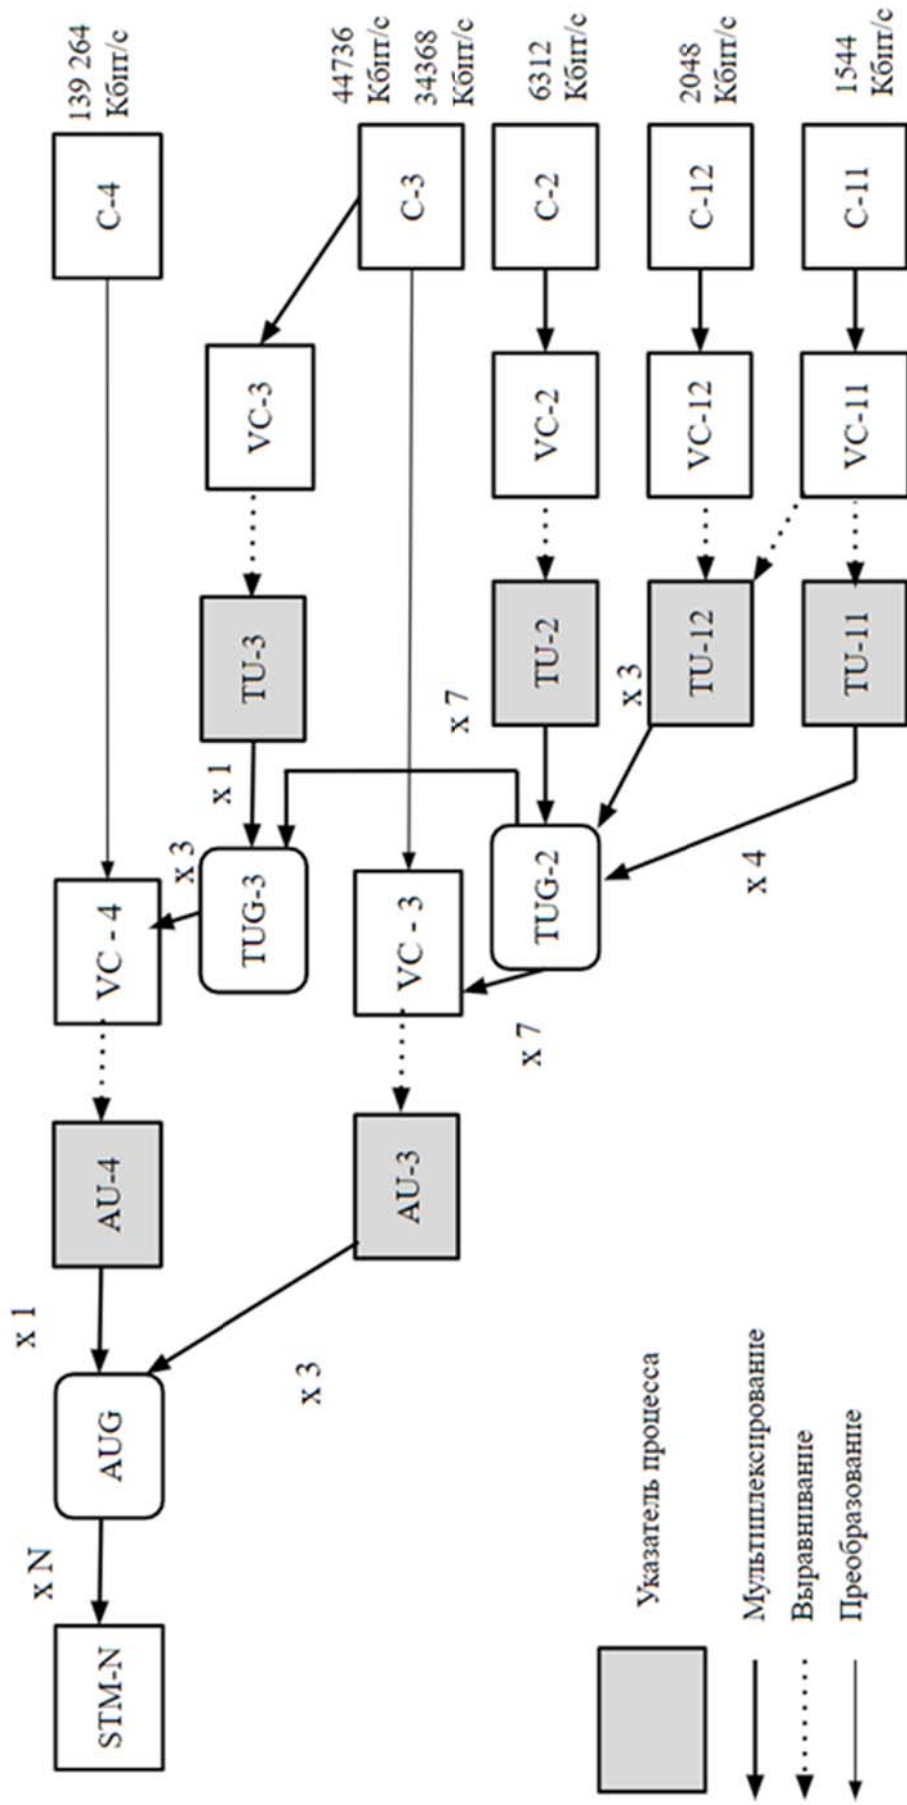 x N
x 1
STM-N
AUG
AU-4
VC - 4
C-4
139 264
Кбит/с
x 3
x 1
TUG-3
TU-3
VC-3
x 3
AU-3
VC - 3
C-3
44736
Кбит/с
34368
Кбит/с
x 7
x 7
TUG-2
TU-2
VC-2
C-2
6312
Кбит/с
x 3
TU-12
VC-12
C-12
2048
Кбит/с
x 4
TU-11
VC-11
C-11
1544
Кбит/с
Указатель процесса
Мультиплексирование
Выравнивание
Преобразование